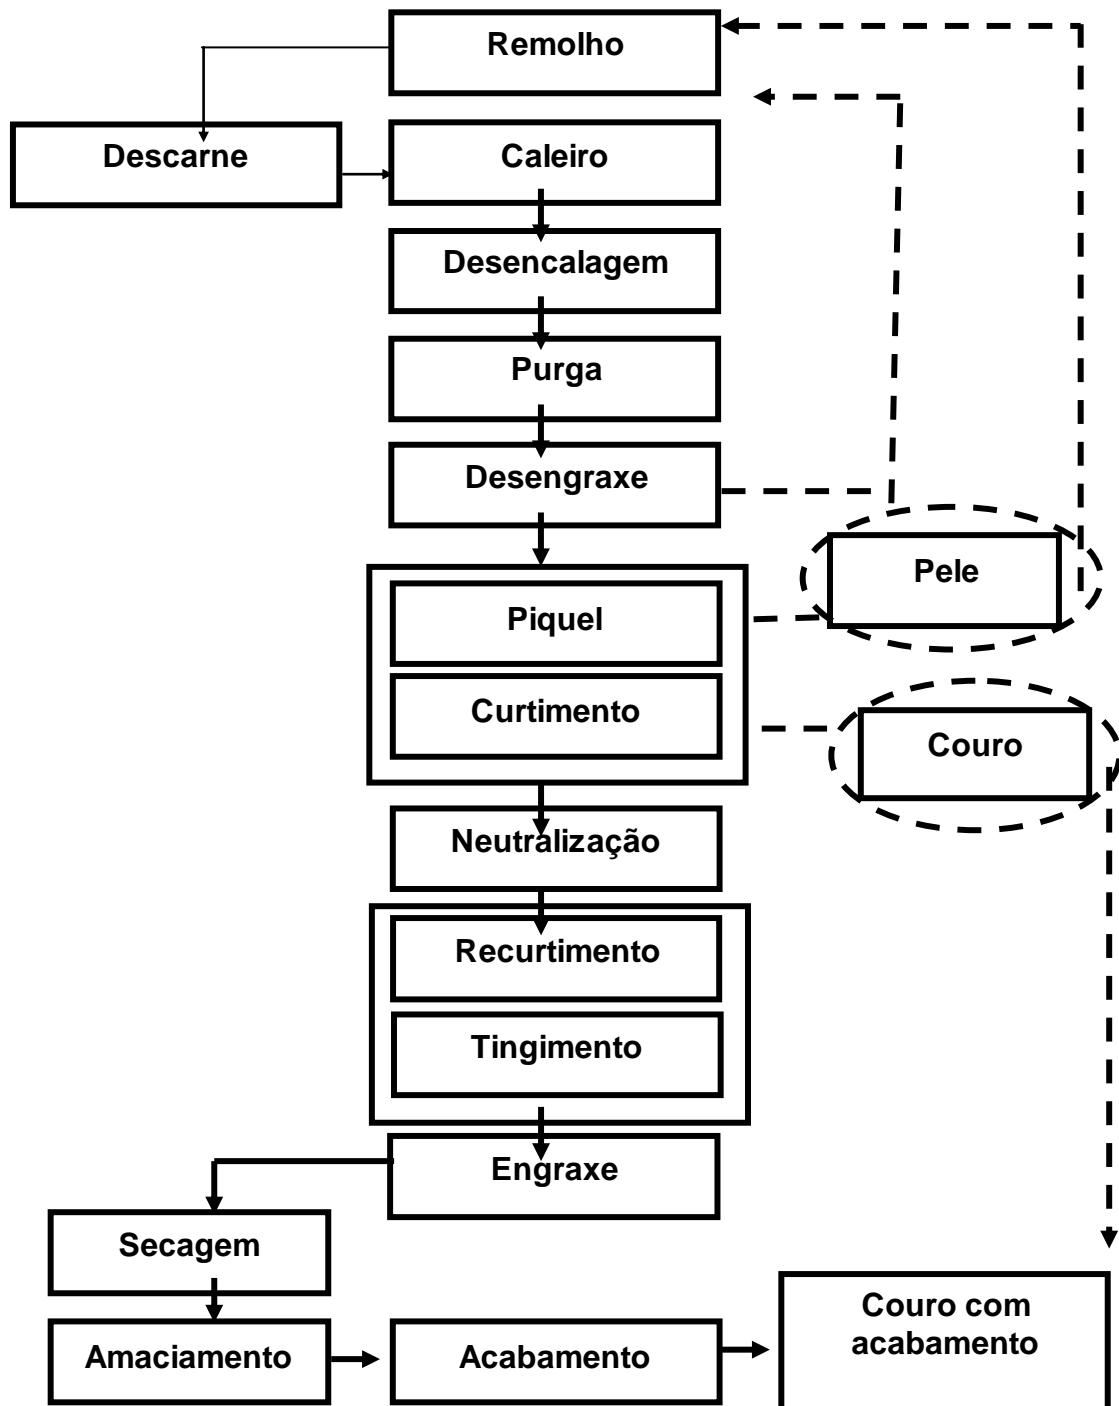 Remolho
Descarne
Caleiro
Desencalagem
Purga
Desengraxe
Pele
Piquel
Curtimento
Couro
Neutralização
Recurtimento
Tingimento
Engraxe
Secagem
Amaciamento
Acabamento
Couro com
acabamento